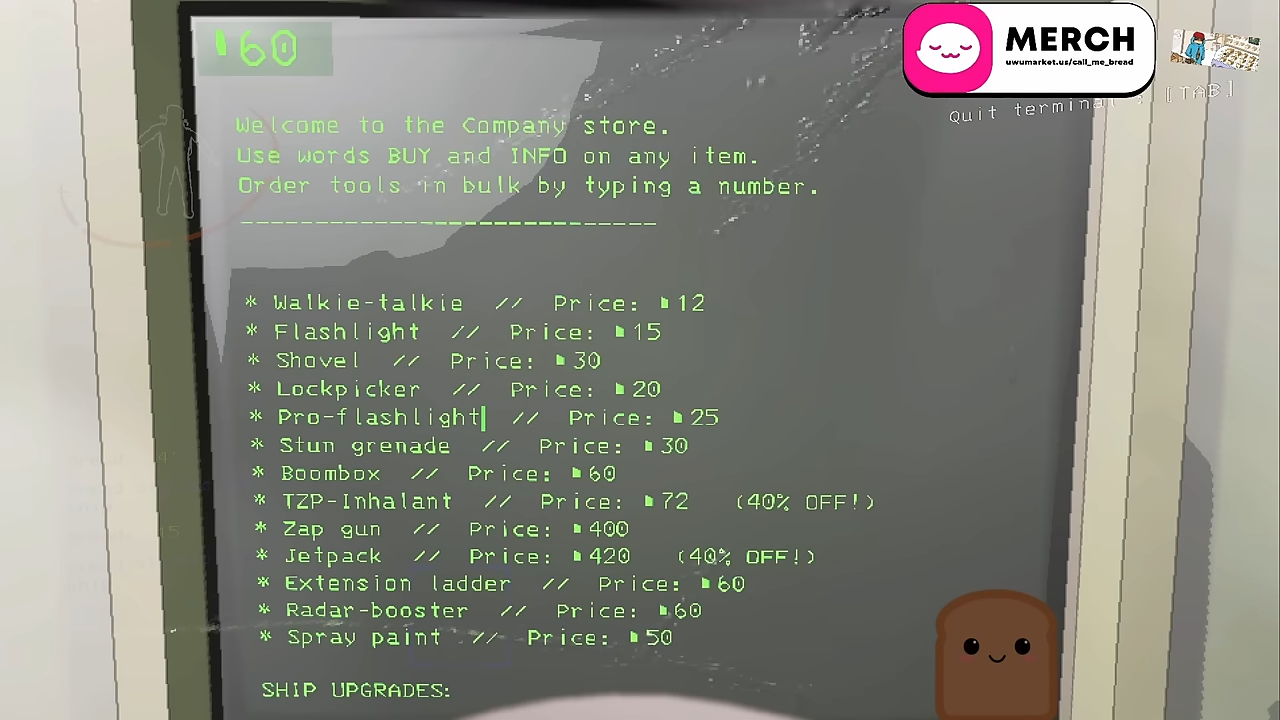 ▮60
MERCH
uwumarket.us/call_me_bread
Quit terminal : [TAB]
Welcome to the Company store.
Use words BUY and INFO on any item.
Order tools in bulk by typing a number.
----------------------------
* Walkie-talkie // Price: ▮12
* Flashlight // Price: ▮15
* Shovel // Price: ▮30
* Lockpicker // Price: ▮20
* Pro-flashlight // Price: ▮25
* Stun grenade // Price: ▮30
* Boombox // Price: ▮60
* TZP-Inhalant // Price: ▮72 (40% OFF!)
* Zap gun // Price: ▮400
* Jetpack // Price: ▮420 (40% OFF!)
* Extension ladder // Price: ▮60
* Radar-booster // Price: ▮60
* Spray paint // Price: ▮50
SHIP UPGRADES: